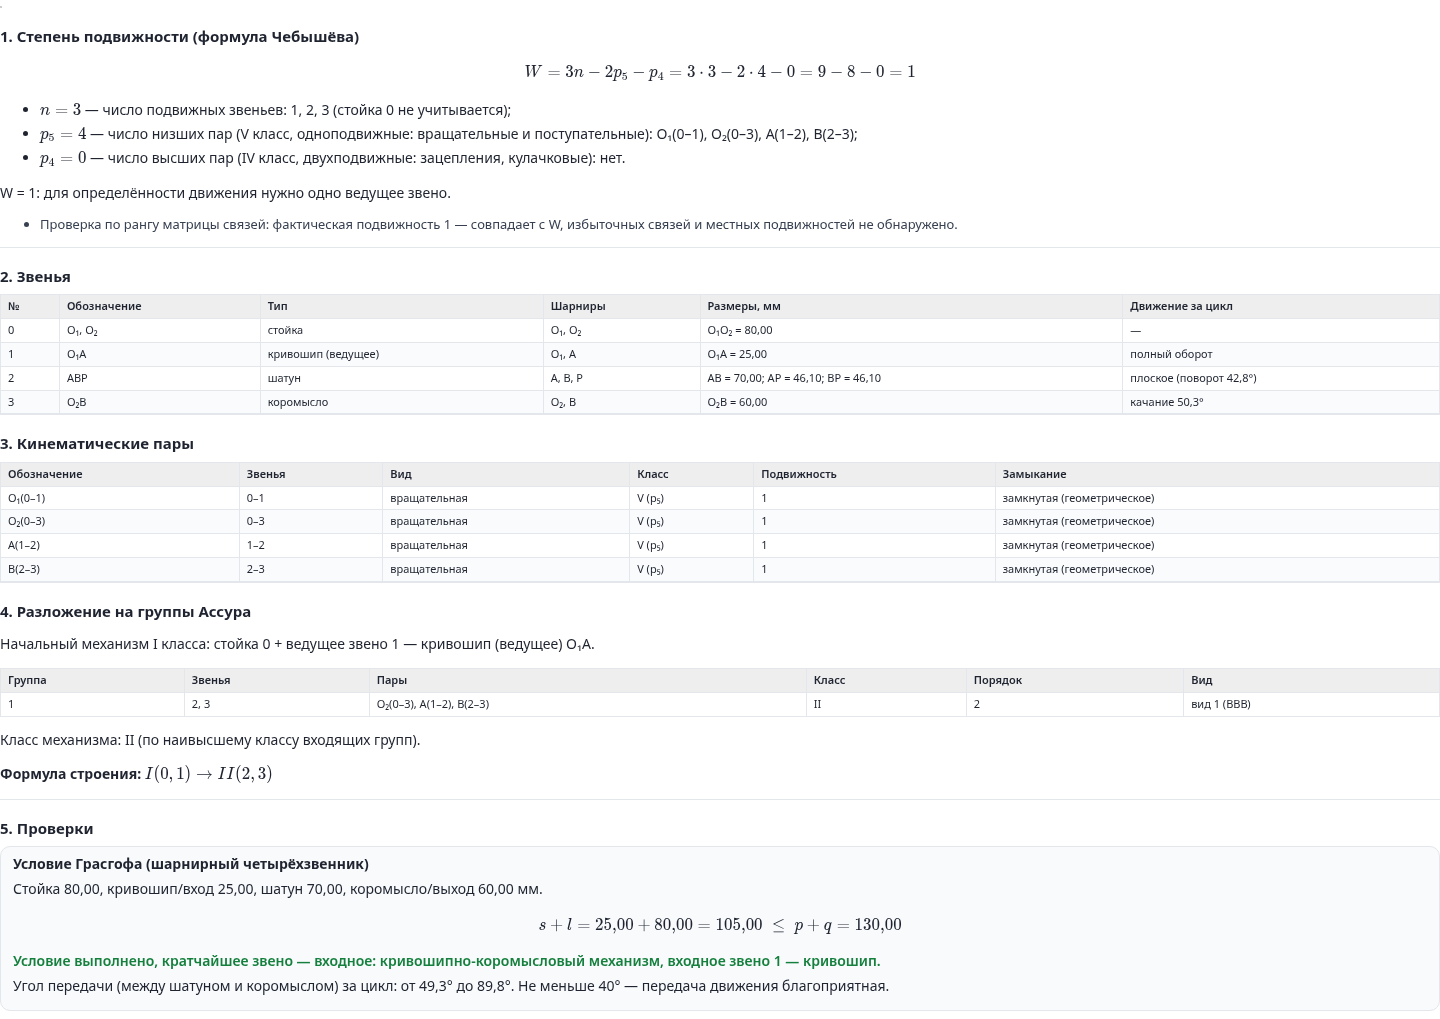 1. Степень подвижности (формула Чебышёва)
W = 3n − 2p₅ − p₄ = 3 · 3 − 2 · 4 − 0 = 9 − 8 − 0 = 1
• n = 3 — число подвижных звеньев: 1, 2, 3 (стойка 0 не учитывается);
• p₅ = 4 — число низших пар (V класс, одноподвижные: вращательные и поступательные): O₁(0–1), O₂(0–3), A(1–2), B(2–3);
• p₄ = 0 — число высших пар (IV класс, двухподвижные: зацепления, кулачковые): нет.
W = 1: для определённости движения нужно одно ведущее звено.
• Проверка по рангу матрицы связей: фактическая подвижность 1 — совпадает с W, избыточных связей и местных подвижностей не обнаружено.
2. Звенья
№ Обозначение Тип Шарниры Размеры, мм Движение за цикл
0 O₁, O₂ стойка O₁, O₂ O₁O₂ = 80,00 —
1 O₁A кривошип (ведущее) O₁, A O₁A = 25,00 полный оборот
2 ABP шатун A, B, P AB = 70,00; AP = 46,10; BP = 46,10 плоское (поворот 42,8°)
3 O₂B коромысло O₂, B O₂B = 60,00 качание 50,3°
3. Кинематические пары
Обозначение Звенья Вид Класс Подвижность Замыкание
O₁(0–1) 0–1 вращательная V (p₅) 1 замкнутая (геометрическое)
O₂(0–3) 0–3 вращательная V (p₅) 1 замкнутая (геометрическое)
A(1–2) 1–2 вращательная V (p₅) 1 замкнутая (геометрическое)
B(2–3) 2–3 вращательная V (p₅) 1 замкнутая (геометрическое)
4. Разложение на группы Ассура
Начальный механизм I класса: стойка 0 + ведущее звено 1 — кривошип (ведущее) O₁A.
Группа Звенья Пары Класс Порядок Вид
1 2, 3 O₂(0–3), A(1–2), B(2–3) II 2 вид 1 (ВВВ)
Класс механизма: II (по наивысшему классу входящих групп).
Формула строения: I(0, 1) → II(2, 3)
5. Проверки
Условие Грасгофа (шарнирный четырёхзвенник)
Стойка 80,00, кривошип/вход 25,00, шатун 70,00, коромысло/выход 60,00 мм.
s + l = 25,00 + 80,00 = 105,00 ≤ p + q = 130,00
Условие выполнено, кратчайшее звено — входное: кривошипно-коромысловый механизм, входное звено 1 — кривошип.
Угол передачи (между шатуном и коромыслом) за цикл: от 49,3° до 89,8°. Не меньше 40° — передача движения благоприятная.